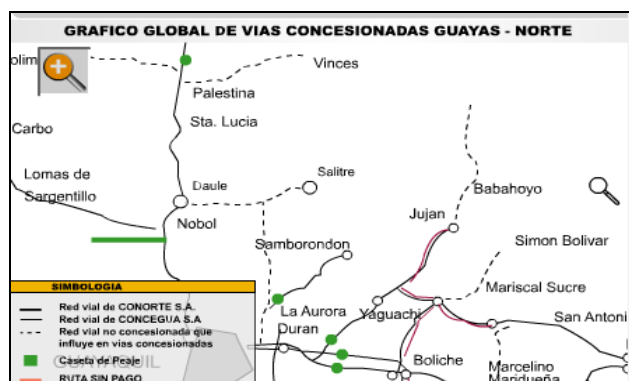 GRAFICO GLOBAL DE VIAS CONCESIONADAS GUAYAS - NORTE
olim
Vinces
Palestina
Sta. Lucia
Carbo
Lomas de
Sargentillo
Daule
Salitre
Babahoyo
Nobol
Jujan
Samborondon
Simon Bolivar
SIMBOLOGIA
Red vial de CONORTE S.A.
Red vial de CONCEGUA S.A
Red vial no concesionada que
influye en vias concesionadas
Caseta de Peaje
GUAYAQUIL
RUTA SIN PAGO
Mariscal Sucre
La Aurora
Yaguachi
San Antoni
Duran
Boliche
Marcelino
Maridueña